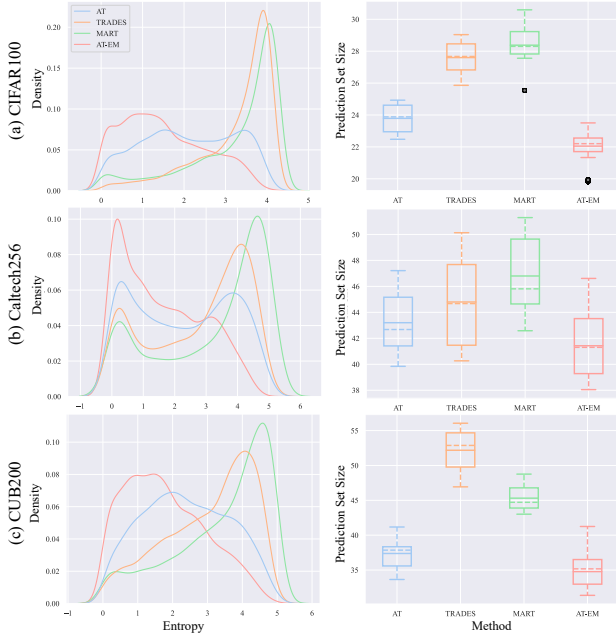 (a) CIFAR100
Density
0.20
0.15
0.10
0.05
0.00
AT
TRADES
MART
AT-EM
0 1 2 3 4 5
Prediction Set Size
30
28
26
24
22
20
AT TRADES MART AT-EM
(b) Caltech256
Density
0.10
0.08
0.06
0.04
0.02
0.00
−1 0 1 2 3 4 5 6
Prediction Set Size
50
48
46
44
42
40
38
AT TRADES MART AT-EM
(c) CUB200
Density
0.10
0.08
0.06
0.04
0.02
0.00
−1 0 1 2 3 4 5 6
Entropy
Prediction Set Size
55
50
45
40
35
AT TRADES MART AT-EM
Method